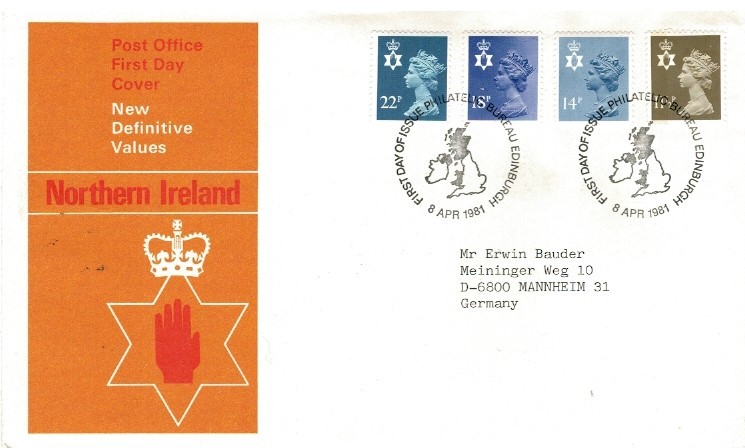 Post Office
First Day
Cover
New
Definitive
Values
Northern Ireland
22P
18P
14P
FIRST DAY OF ISSUE PHILATELIC BUREAU EDINBURGH
8 APR 1981
FIRST DAY OF ISSUE PHILATELIC BUREAU EDINBURGH
8 APR 1981
Mr Erwin Bauder
Meininger Weg 10
D-6800 MANNHEIM 31
Germany